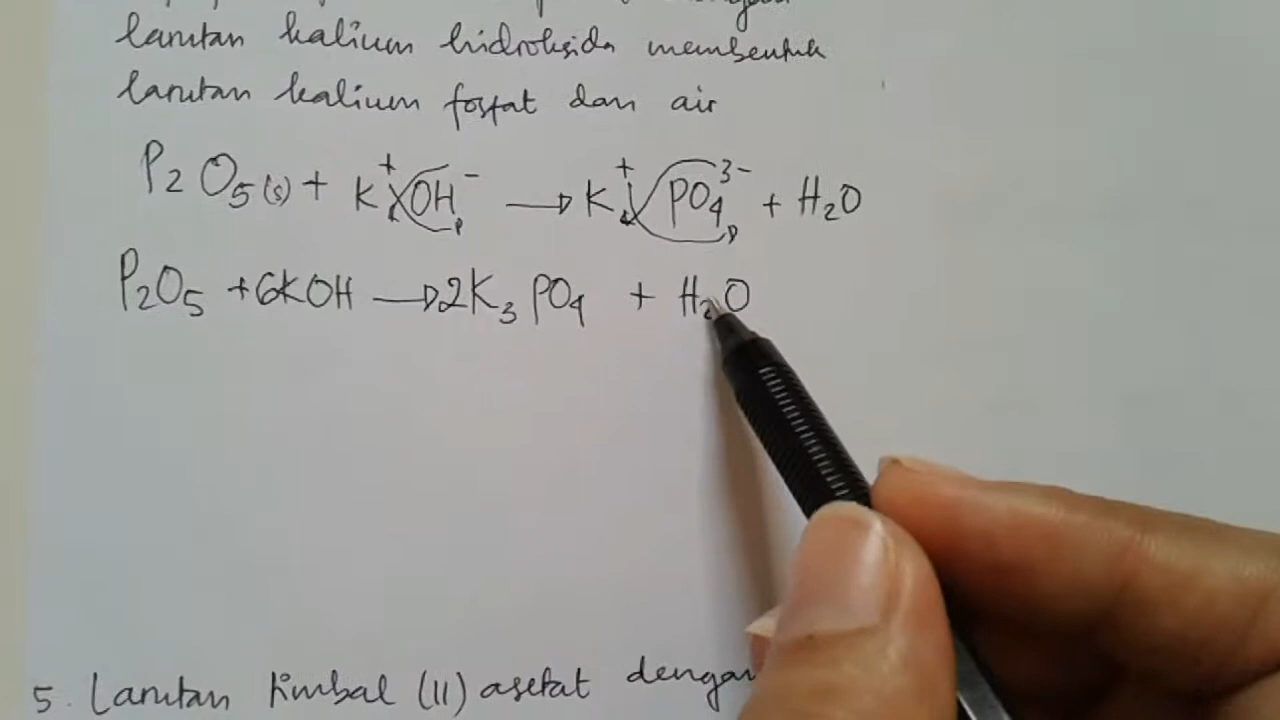 larutan kalium hidroksida membentuk
larutan kalium fosfat dan air
P2O5(s) + K+ OH- → K+ PO4 3- + H2O
P2O5 + 6KOH → 2K3PO4 + H2O
5. Larutan timbal (II) asetat dengan